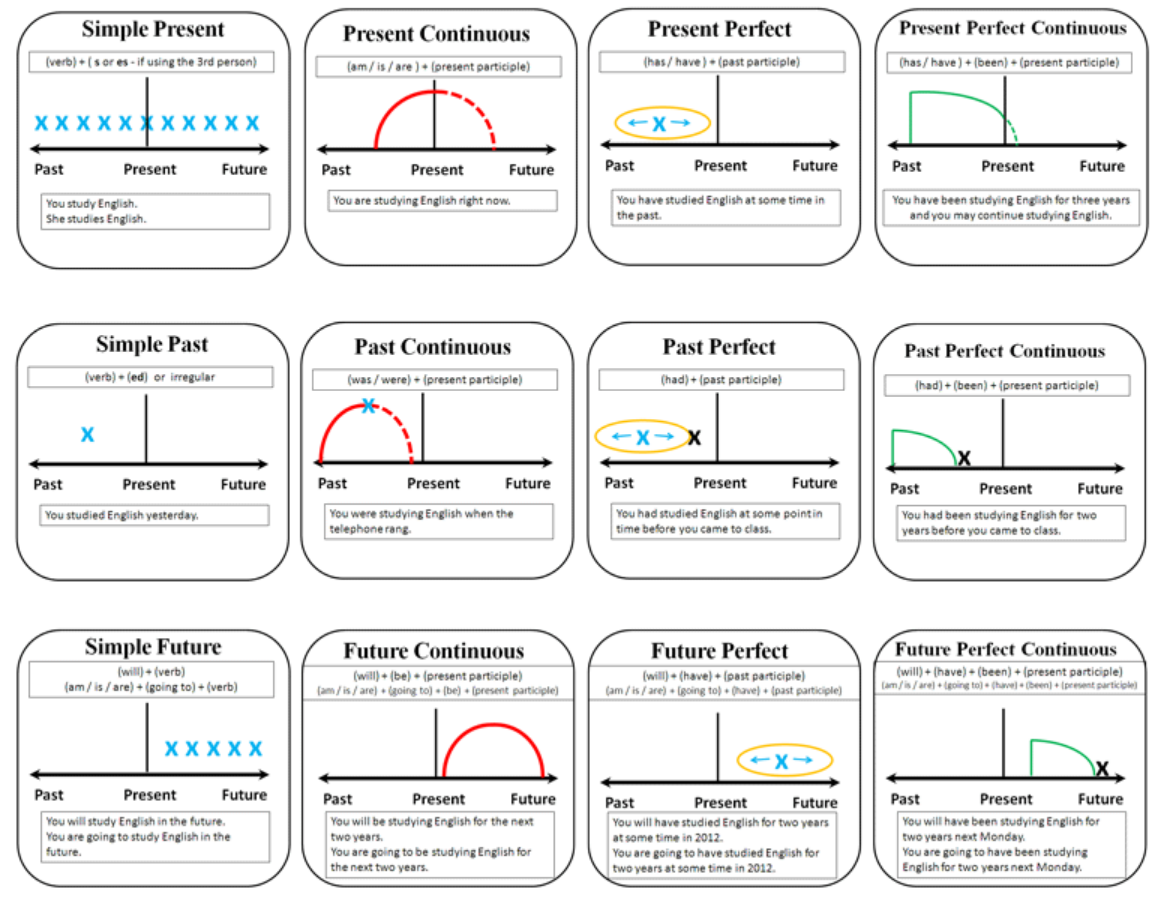 Simple Present
(verb) + ( s or es - if using the 3rd person)
X X X X X X X X X X X
Past Present Future
You study English.
She studies English.
Present Continuous
(am / is / are ) + (present participle)
Past Present Future
You are studying English right now.
Present Perfect
(has / have ) + (past participle)
X
Past Present Future
You have studied English at some time in
the past.
Present Perfect Continuous
(has / have ) + (been) + (present participle)
Past Present Future
You have been studying English for three years
and you may continue studying English.
Simple Past
(verb) + (ed) or irregular
X
Past Present Future
You studied English yesterday.
Past Continuous
(was / were) + (present participle)
X
Past Present Future
You were studying English when the
telephone rang.
Past Perfect
(had) + (past participle)
X X
Past Present Future
You had studied English at some point in
time before you came to class.
Past Perfect Continuous
(had) + (been) + (present participle)
X
Past Present Future
You had been studying English for two
years before you came to class.
Simple Future
(will) + (verb)
(am / is / are) + (going to) + (verb)
X X X X X
Past Present Future
You will study English in the future.
You are going to study English in the
future.
Future Continuous
(will) + (be) + (present participle)
(am / is / are) + (going to) + (be) + (present participle)
Past Present Future
You will be studying English for the next
two years.
You are going to be studying English for
the next two years.
Future Perfect
(will) + (have) + (past participle)
(am / is / are) + (going to) + (have) + (past participle)
X
Past Present Future
You will have studied English for two years
at some time in 2012.
You are going to have studied English for
two years at some time in 2012.
Future Perfect Continuous
(will) + (have) + (been) + (present participle)
(am / is / are) + (going to) + (have) + (been) + (present participle)
X
Past Present Future
You will have been studying English for
two years next Monday.
You are going to have been studying
English for two years next Monday.